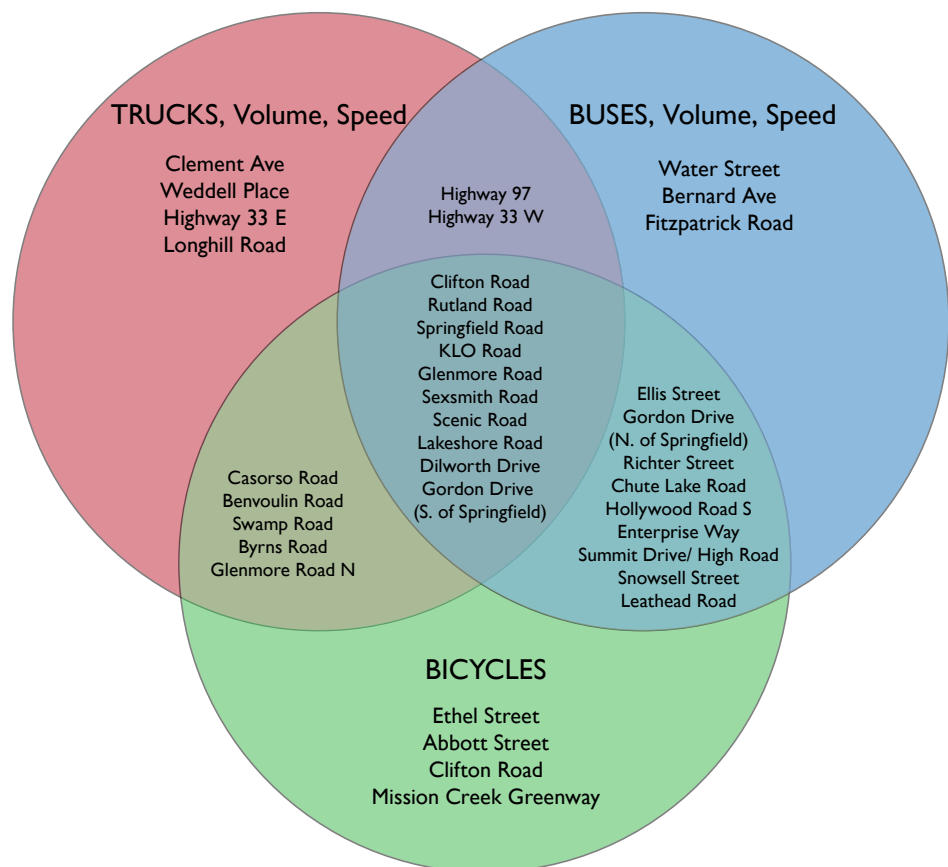 TRUCKS, Volume, Speed
Clement Ave
Weddell Place
Highway 33 E
Longhill Road
BUSES, Volume, Speed
Water Street
Bernard Ave
Fitzpatrick Road
Highway 97
Highway 33 W
Clifton Road
Rutland Road
Springfield Road
KLO Road
Glenmore Road
Sexsmith Road
Scenic Road
Lakeshore Road
Dilworth Drive
Gordon Drive
(S. of Springfield)
Casorso Road
Benvoulin Road
Swamp Road
Byrns Road
Glenmore Road N
Ellis Street
Gordon Drive
(N. of Springfield)
Richter Street
Chute Lake Road
Hollywood Road S
Enterprise Way
Summit Drive/ High Road
Snowsell Street
Leathead Road
BICYCLES
Ethel Street
Abbott Street
Clifton Road
Mission Creek Greenway